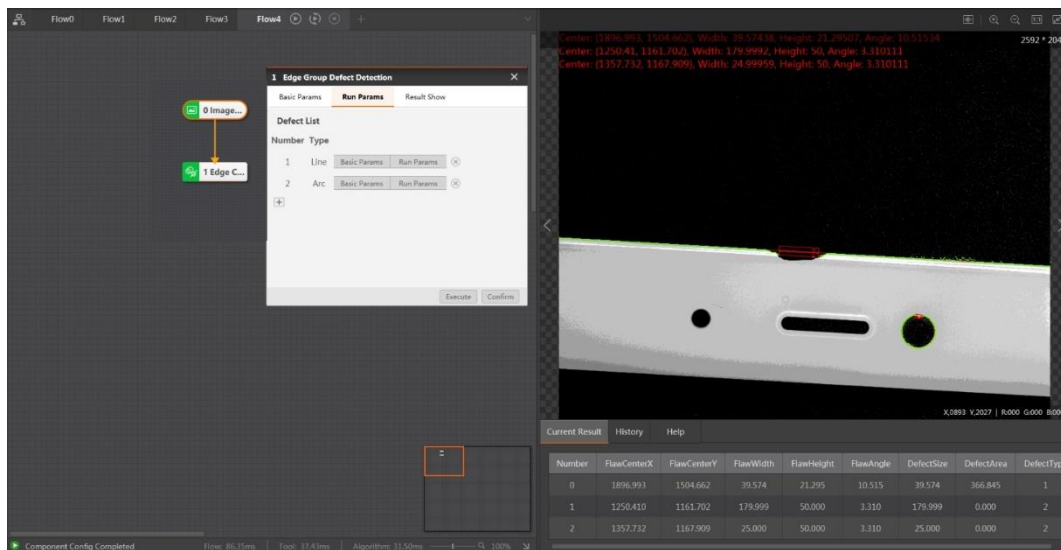 Flow0 Flow1 Flow2 Flow3 Flow4
0 Image...
1 Edge C...
1 Edge Group Defect Detection
Basic Params Run Params Result Show
Defect List
Number Type
1 Line Basic Params Run Params
2 Arc Basic Params Run Params
Execute Confirm
Component Config Completed Flow: 86.75ms Tool: 37.43ms Algorithm: 31.50ms 100%
Center: (1896.993, 1504.662), Width: 39.57438, Height: 21.29507, Angle: 10.51534
Center: (1250.41, 1161.702), Width: 179.9992, Height: 50, Angle: 3.310111
Center: (1357.732, 1167.909), Width: 24.99959, Height: 50, Angle: 3.310111
2592 * 204
X,0893 Y,2027 | R:000 G:000 B:00
Current Result History Help
Number FlawCenterX FlawCenterY FlawWidth FlawHeight FlawAngle DefectSize DefectArea DefectTyp
0 1896.993 1504.662 39.574 21.295 10.515 39.574 366.845 1
1 1250.410 1161.702 179.999 50.000 3.310 179.999 0.000 2
2 1357.732 1167.909 25.000 50.000 3.310 25.000 0.000 2